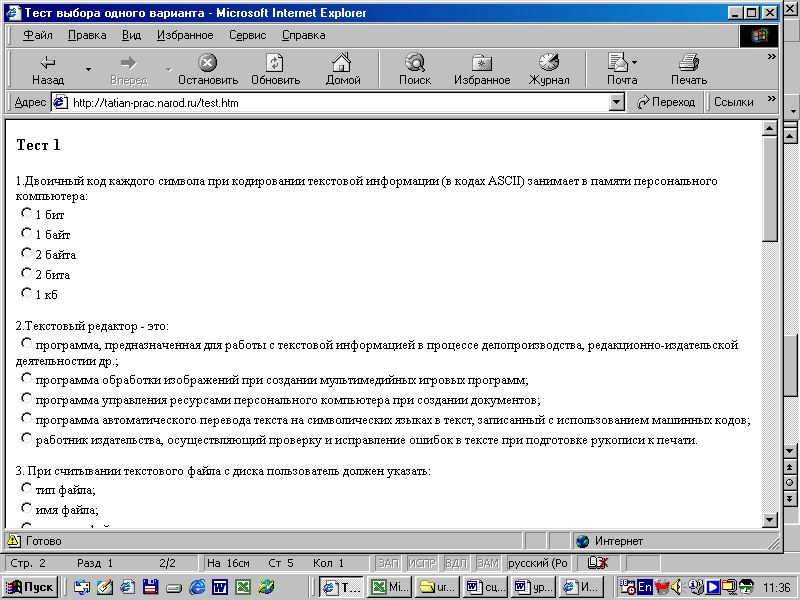 Тест выбора одного варианта - Microsoft Internet Explorer
Файл Правка Вид Избранное Сервис Справка
Назад Вперед Остановить Обновить Домой Поиск Избранное Журнал Почта Печать
Адрес http://tatian-prac.narod.ru/test.htm Переход Ссылки
Тест 1
1.Двоичный код каждого символа при кодировании текстовой информации (в кодах ASCII) занимает в памяти персонального
компьютера:
1 бит
1 байт
2 байта
2 бита
1 кб
2.Текстовый редактор - это:
программа, предназначенная для работы с текстовой информацией в процессе делопроизводства, редакционно-издательской
деятельностии др.;
программа обработки изображений при создании мультимедийных игровых программ;
программа управления ресурсами персонального компьютера при создании документов;
программа автоматического перевода текста на символических языках в текст, записанный с использованием машинных кодов;
работник издательства, осуществляющий проверку и исправление ошибок в тексте при подготовке рукописи к печати.
3. При считывании текстового файла с диска пользователь должен указать:
тип файла;
имя файла;
Готово Интернет
Стр. 2 Разд 1 2/2 На 16см Ст 5 Кол 1 ЗАП ИСПР ВДЛ ЗАМ русский (Ро
Пуск Т... Mi... ur... сц... ур... И... En 11:36